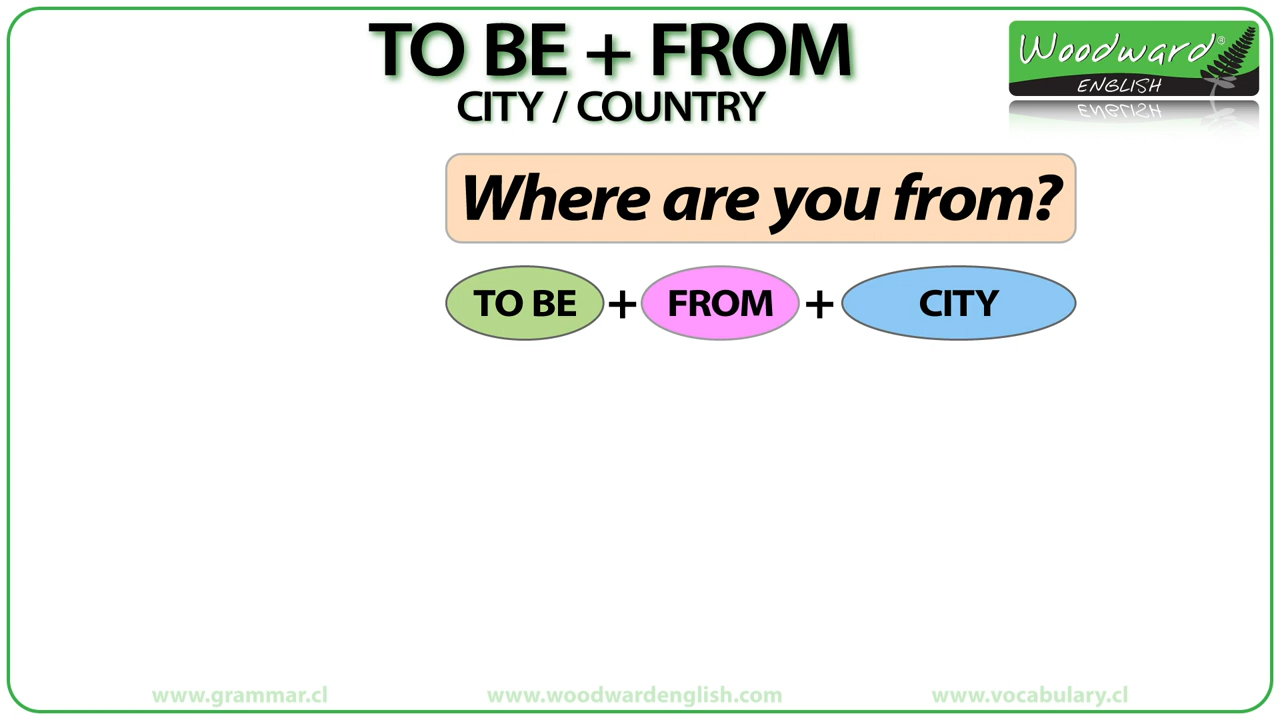 TO BE + FROM
CITY / COUNTRY
Woodward®
ENGLISH
Where are you from?
TO BE + FROM + CITY
www.grammar.cl www.woodwardenglish.com www.vocabulary.cl